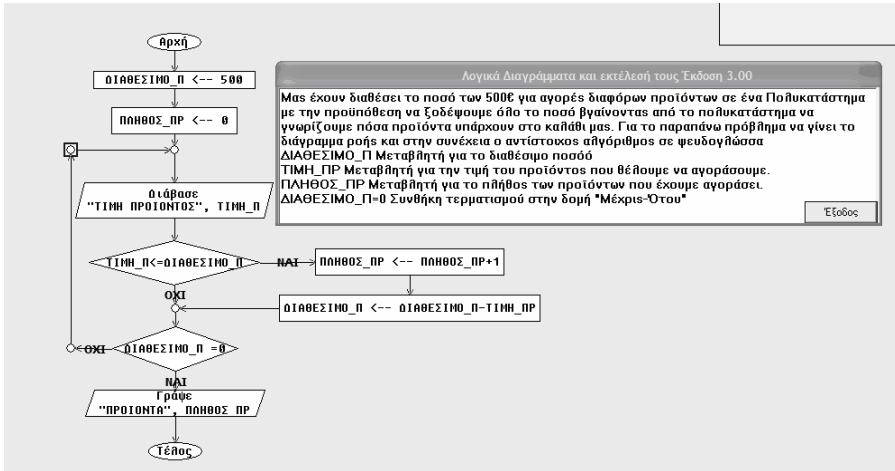 Αρχή
ΔΙΑΘΕΣΙΜΟ_Π <-- 500
ΠΛΗΘΟΣ_ΠΡ <-- 0
Διάβασε
"ΤΙΜΗ ΠΡΟΙΟΝΤΟΣ", ΤΙΜΗ_Π
ΤΙΜΗ_Π<=ΔΙΑΘΕΣΙΜΟ_Π
ΝΑΙ
ΠΛΗΘΟΣ_ΠΡ <-- ΠΛΗΘΟΣ_ΠΡ+1
ΟΧΙ
ΔΙΑΘΕΣΙΜΟ_Π <-- ΔΙΑΘΕΣΙΜΟ_Π-ΤΙΜΗ_ΠΡ
ΟΧΙ
ΔΙΑΘΕΣΙΜΟ_Π =0
ΝΑΙ
Γράψε
"ΠΡΟΙΟΝΤΑ", ΠΛΗΘΟΣ_ΠΡ
Τέλος
Λογικά Διαγράμματα και εκτέλεσή τους Έκδοση 3.00
Μας έχουν διαθέσει το ποσό των 500€ για αγορές διαφόρων προϊόντων σε ένα Πολυκατάστημα
με την προϋπόθεση να ξοδέψουμε όλο το ποσό βγαίνοντας από το πολυκατάστημα να
γνωρίζουμε πόσα προϊόντα υπάρχουν στο καλάθι μας. Για το παραπάνω πρόβλημα να γίνει το
διάγραμμα ροής και στην συνέχεια ο αντίστοιχος αλγόριθμος σε ψευδογλώσσα
ΔΙΑΘΕΣΙΜΟ_Π Μεταβλητή για το διαθέσιμο ποσόό
ΤΙΜΗ_ΠΡ Μεταβλητή για την τιμή του προϊόντος που θέλουμε να αγοράσουμε.
ΠΛΗΘΟΣ_ΠΡ Μεταβλητή για το πλήθος των προϊόντων που έχουμε αγοράσει.
ΔΙΑΘΕΣΙΜΟ_Π=0 Συνθήκη τερματισμού στην δομή "Μέχρις-Ότου"
Έξοδος